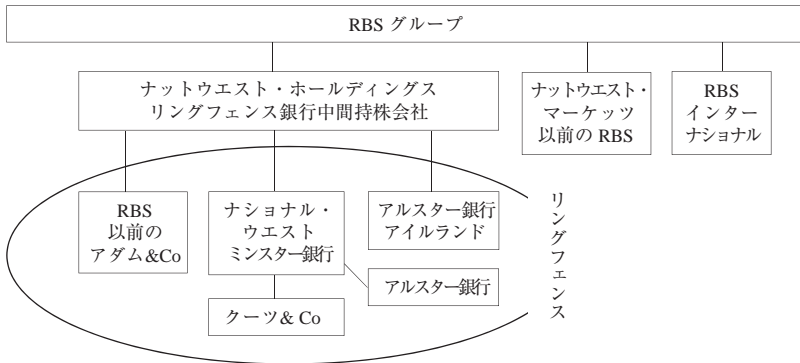 RBS グループ
ナットウエスト・ホールディングス
リングフェンス銀行中間持株会社
ナットウエスト・
マーケッツ
以前の RBS
RBS
インター
ナショナル
RBS
以前の
アダム&Co
ナショナル・
ウエスト
ミンスター銀行
アルスター銀行
アイルランド
アルスター銀行
クーツ& Co
リングフェンス